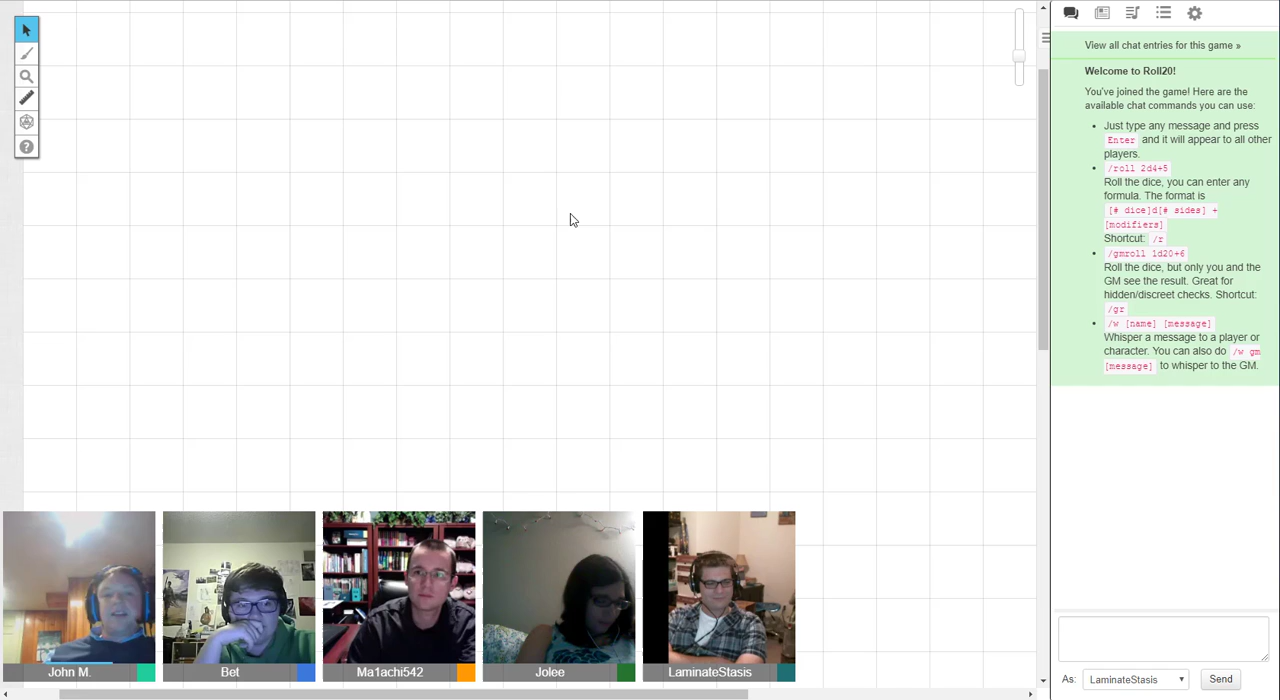 View all chat entries for this game »
Welcome to Roll20!
You've joined the game! Here are the
available chat commands you can use:
Just type any message and press
Enter and it will appear to all other
players.
/roll 2d4+5
Roll the dice, you can enter any
formula. The format is
[# dice]d[# sides] +
[modifiers]
Shortcut: /r
/gmroll 1d20+6
Roll the dice, but only you and the
GM see the result. Great for
hidden/discreet checks. Shortcut:
/gr
/w [name] [message]
Whisper a message to a player or
character. You can also do /w gm
[message] to whisper to the GM.
John M.
Bet
Ma1achi542
Jolee
LaminateStasis
As: LaminateStasis
Send